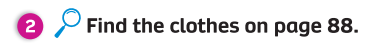 2 Find the clothes on page 88.